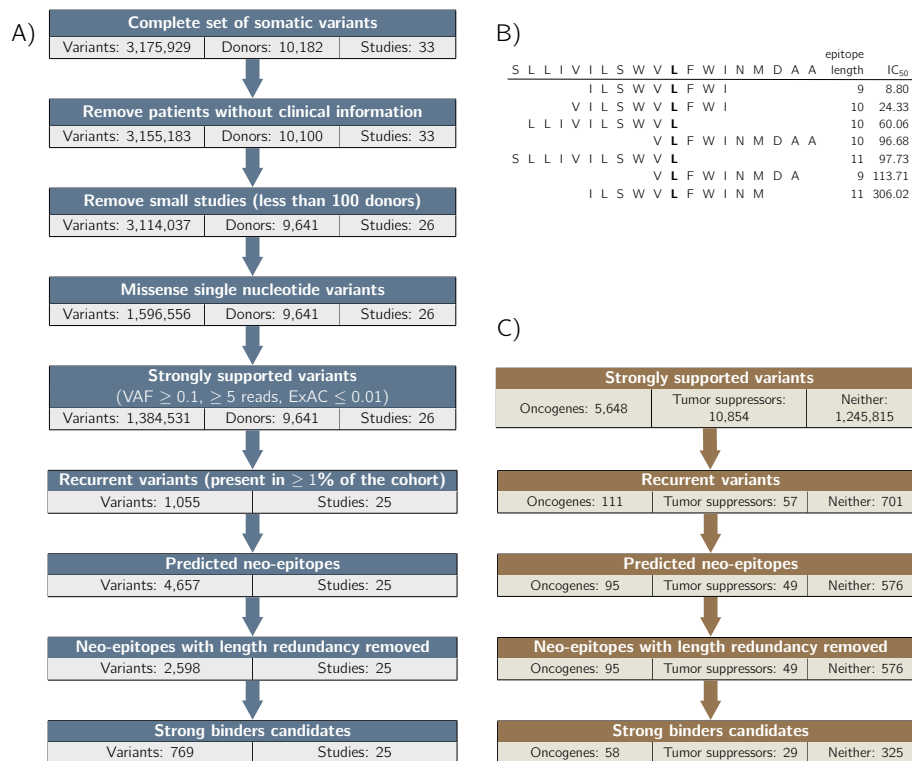 A)
Complete set of somatic variants
Variants: 3,175,929 Donors: 10,182 Studies: 33
Remove patients without clinical information
Variants: 3,155,183 Donors: 10,100 Studies: 33
Remove small studies (less than 100 donors)
Variants: 3,114,037 Donors: 9,641 Studies: 26
Missense single nucleotide variants
Variants: 1,596,556 Donors: 9,641 Studies: 26
Strongly supported variants
(VAF ≥ 0.1, ≥ 5 reads, ExAC ≤ 0.01)
Variants: 1,384,531 Donors: 9,641 Studies: 26
Recurrent variants (present in ≥ 1% of the cohort)
Variants: 1,055 Studies: 25
Predicted neo-epitopes
Variants: 4,657 Studies: 25
Neo-epitopes with length redundancy removed
Variants: 2,598 Studies: 25
Strong binders candidates
Variants: 769 Studies: 25
B)
epitope
S L L I V I L S W V L F W I N M D A A length IC50
I L S W V L F W I 9 8.80
V I L S W V L F W I 10 24.33
L L I V I L S W V L 10 60.06
V L F W I N M D A A 10 96.68
S L L I V I L S W V L 11 97.73
V L F W I N M D A 9 113.71
I L S W V L F W I N M 11 306.02
C)
Strongly supported variants
Oncogenes: 5,648 Tumor suppressors: 10,854 Neither: 1,245,815
Recurrent variants
Oncogenes: 111 Tumor suppressors: 57 Neither: 701
Predicted neo-epitopes
Oncogenes: 95 Tumor suppressors: 49 Neither: 576
Neo-epitopes with length redundancy removed
Oncogenes: 95 Tumor suppressors: 49 Neither: 576
Strong binders candidates
Oncogenes: 58 Tumor suppressors: 29 Neither: 325